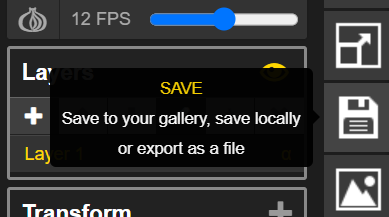 12 FPS
Layers
SAVE
Save to your gallery, save locally
or export as a file
Layer 1
Transform